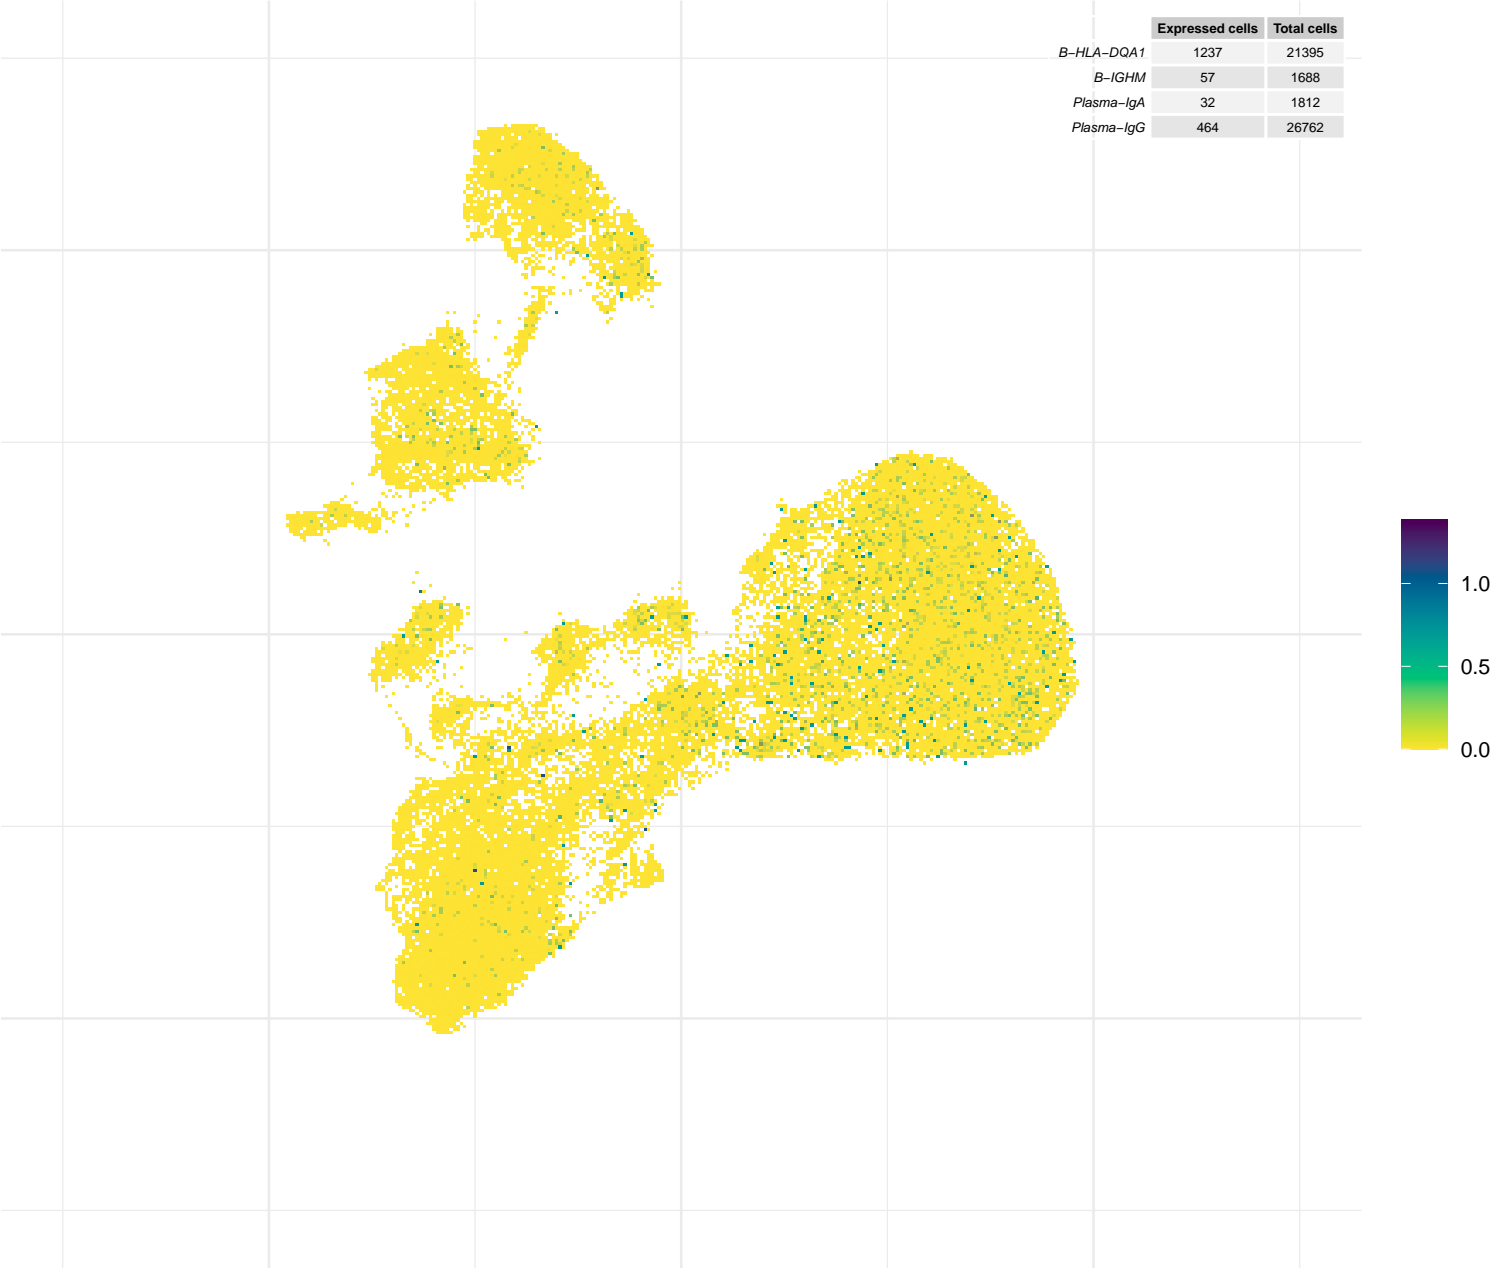 Expressed cells Total cells
B−HLA−DQA1 1237 21395
B−IGHM 57 1688
Plasma−IgA 32 1812
Plasma−IgG 464 26762
1.0
0.5
0.0